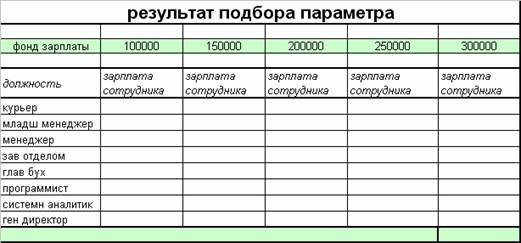 результат подбора параметра
фонд зарплаты 100000 150000 200000 250000 300000
должность зарплата сотрудника зарплата сотрудника зарплата сотрудника зарплата сотрудника зарплата сотрудника
курьер
младш менеджер
менеджер
зав отделом
глав бух
программист
системн аналитик
ген директор